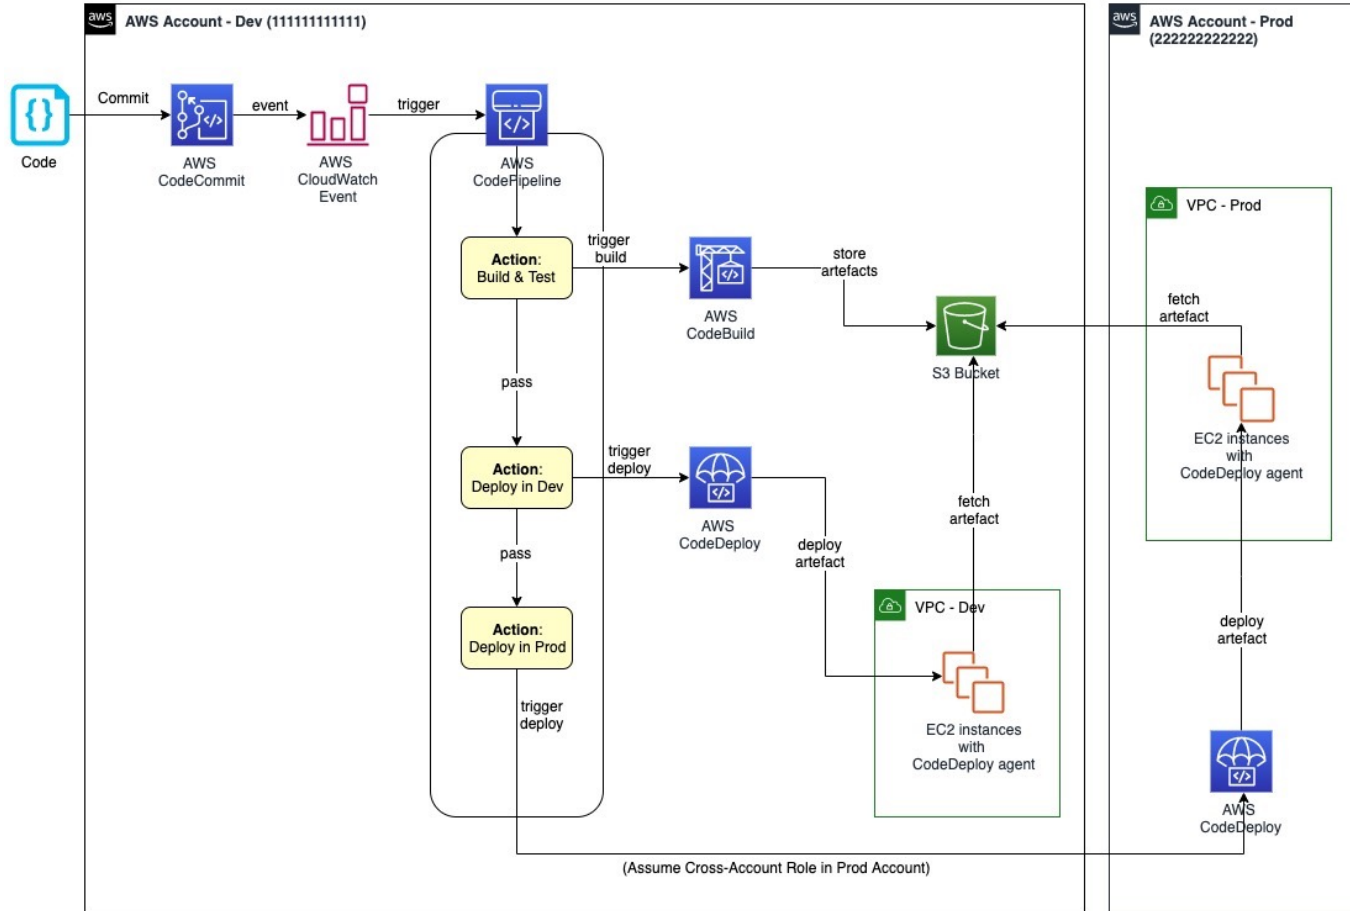 aws
AWS Account - Dev (111111111111)
aws
AWS Account - Prod
(222222222222)
Code
Commit
AWS
CodeCommit
event
AWS
CloudWatch
Event
trigger
AWS
CodePipeline
Action:
Build & Test
trigger
build
AWS
CodeBuild
store
artefacts
S3 Bucket
pass
Action:
Deploy in Dev
trigger
deploy
AWS
CodeDeploy
deploy
artefact
fetch
artefact
VPC - Dev
EC2 instances
with
CodeDeploy agent
pass
Action:
Deploy in Prod
trigger
deploy
(Assume Cross-Account Role in Prod Account)
VPC - Prod
fetch
artefact
EC2 instances
with
CodeDeploy agent
deploy
artefact
AWS
CodeDeploy